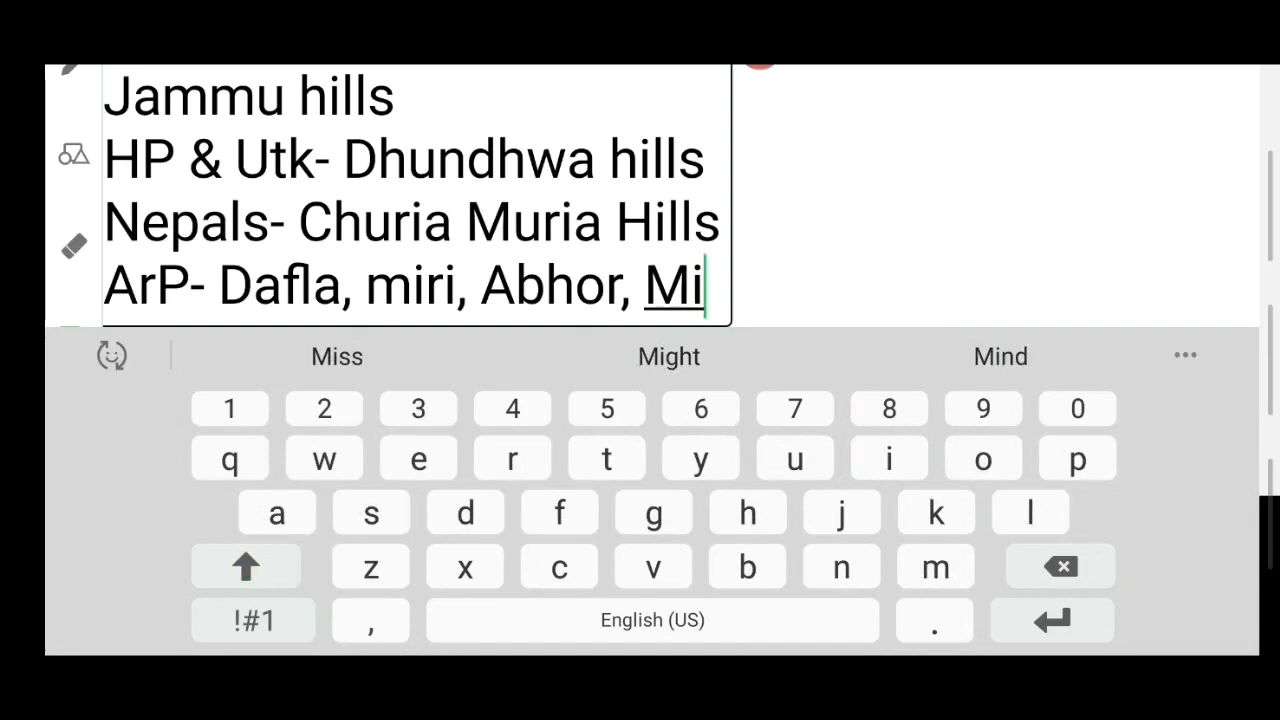 Jammu hills
HP & Utk- Dhundhwa hills
Nepals- Churia Muria Hills
ArP- Dafla, miri, Abhor, Mi
Miss Might Mind
1 2 3 4 5 6 7 8 9 0
q w e r t y u i o p
a s d f g h j k l
z x c v b n m
!#1 , English (US) .